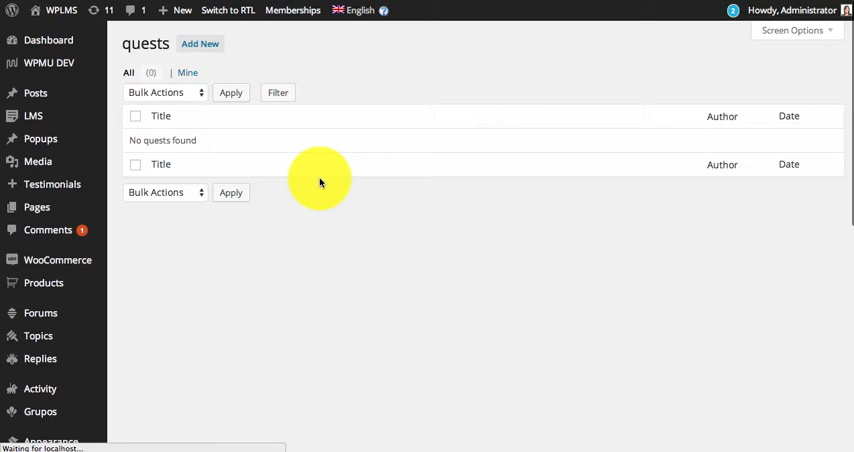 WPLMS 11 1 + New Switch to RTL Memberships English 2 Howdy, Administrator
Screen Options
Dashboard
WPMU DEV
Posts
LMS
Popups
Media
Testimonials
Pages
Comments 1
WooCommerce
Products
Forums
Topics
Replies
Activity
Grupos
Appearance
quests Add New
All (0) | Mine
Bulk Actions Apply Filter
Title Author Date
No quests found
Title Author Date
Bulk Actions Apply
Waiting for localhost...